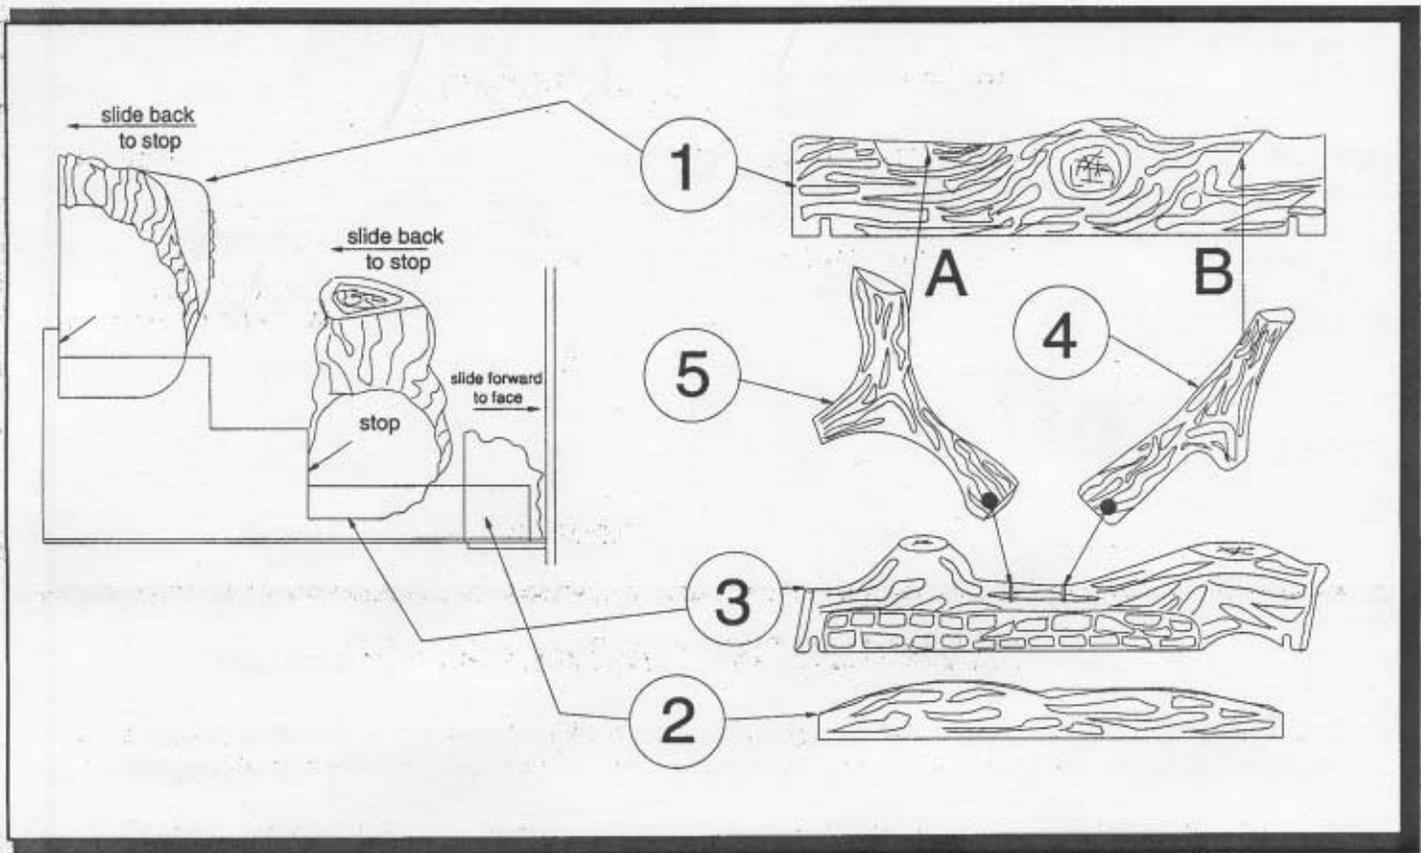 slide back
to stop
1
slide back
to stop
A
B
4
5
slide forward
to face
stop
3
2